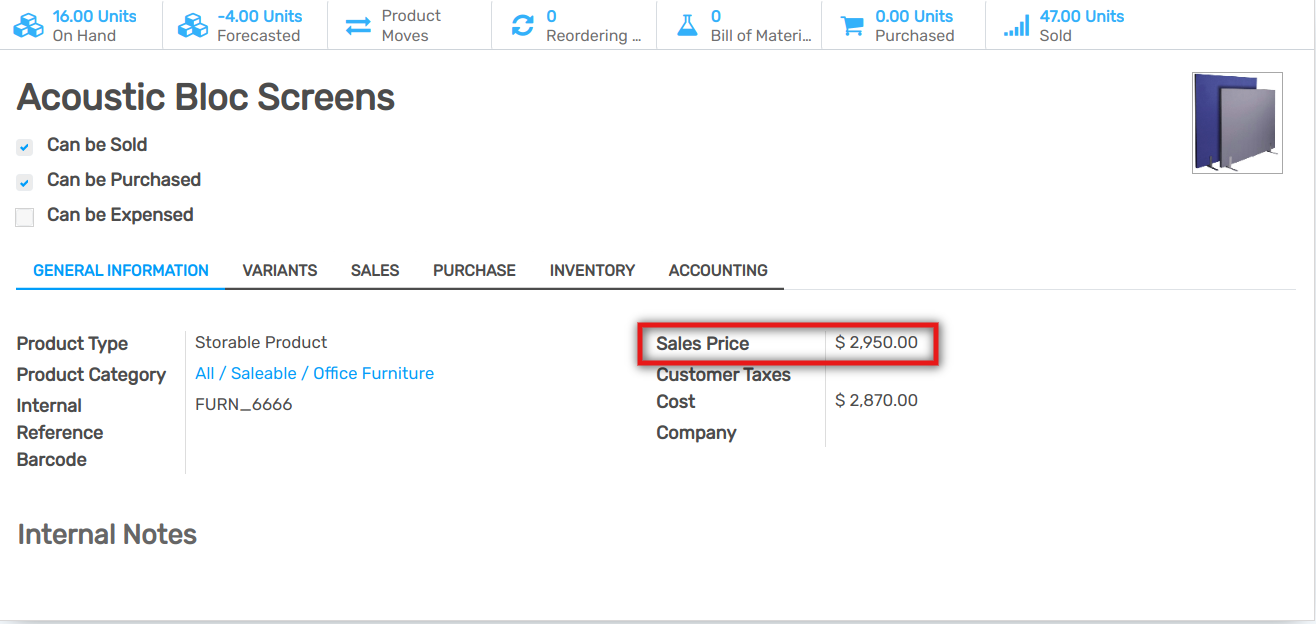 16.00 Units
On Hand
-4.00 Units
Forecasted
Product
Moves
0
Reordering ...
0
Bill of Materi...
0.00 Units
Purchased
47.00 Units
Sold
Acoustic Bloc Screens
Can be Sold
Can be Purchased
Can be Expensed
GENERAL INFORMATION VARIANTS SALES PURCHASE INVENTORY ACCOUNTING
Product Type Storable Product
Product Category All / Saleable / Office Furniture
Internal FURN_6666
Reference
Barcode
Sales Price $ 2,950.00
Customer Taxes
Cost $ 2,870.00
Company
Internal Notes